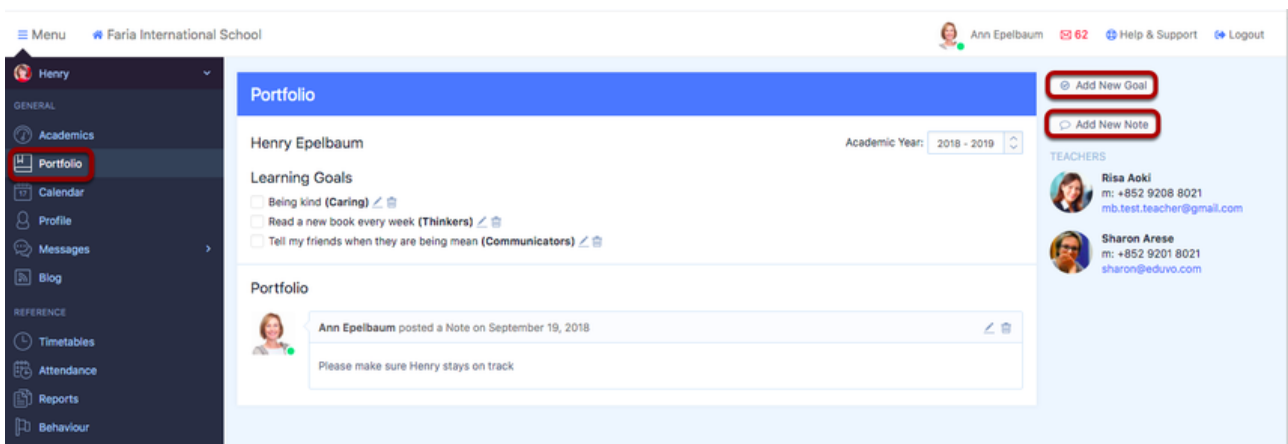 Menu
Faria International School
Ann Epelbaum
62
Help & Support
Logout
Henry
GENERAL
Academics
Portfolio
17
Calendar
Profile
Messages
Blog
REFERENCE
Timetables
Attendance
Reports
Behaviour
Portfolio
Henry Epelbaum
Academic Year: 2018 - 2019
Learning Goals
Being kind (Caring)
Read a new book every week (Thinkers)
Tell my friends when they are being mean (Communicators)
Portfolio
Ann Epelbaum posted a Note on September 19, 2018
Please make sure Henry stays on track
Add New Goal
Add New Note
TEACHERS
Risa Aoki
m: +852 9208 8021
mb.test.teacher@gmail.com
Sharon Arese
m: +852 9201 8021
sharon@eduvo.com